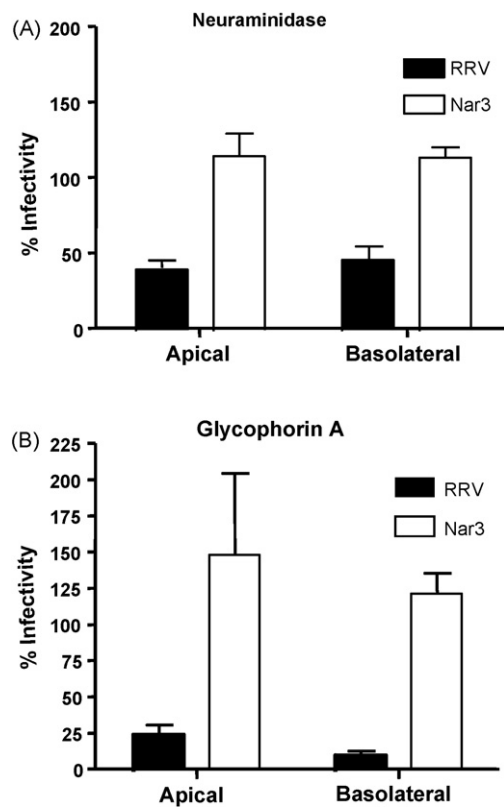 (A)
Neuraminidase
200
150
100
50
0
% Infectivity
RRV
Nar3
Apical Basolateral
(B)
Glycophorin A
225
200
175
150
125
100
75
50
25
0
% Infectivity
RRV
Nar3
Apical Basolateral